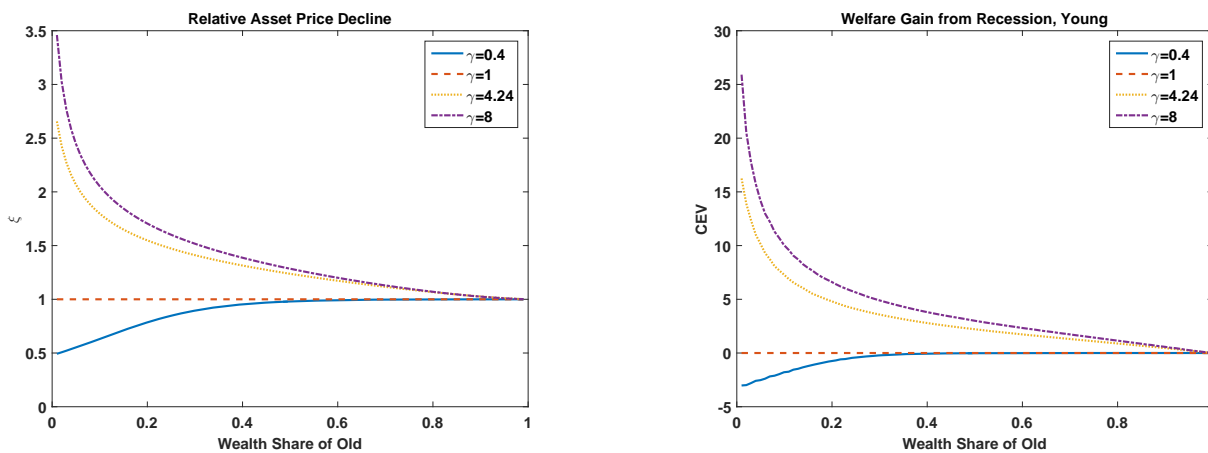 Relative Asset Price Decline
3.5
3
2.5
2
1.5
1
0.5
0
ξ
γ=0.4
γ=1
γ=4.24
γ=8
0 0.2 0.4 0.6 0.8 1
Wealth Share of Old
Welfare Gain from Recession, Young
30
25
20
15
10
5
0
-5
CEV
γ=0.4
γ=1
γ=4.24
γ=8
0 0.2 0.4 0.6 0.8
Wealth Share of Old